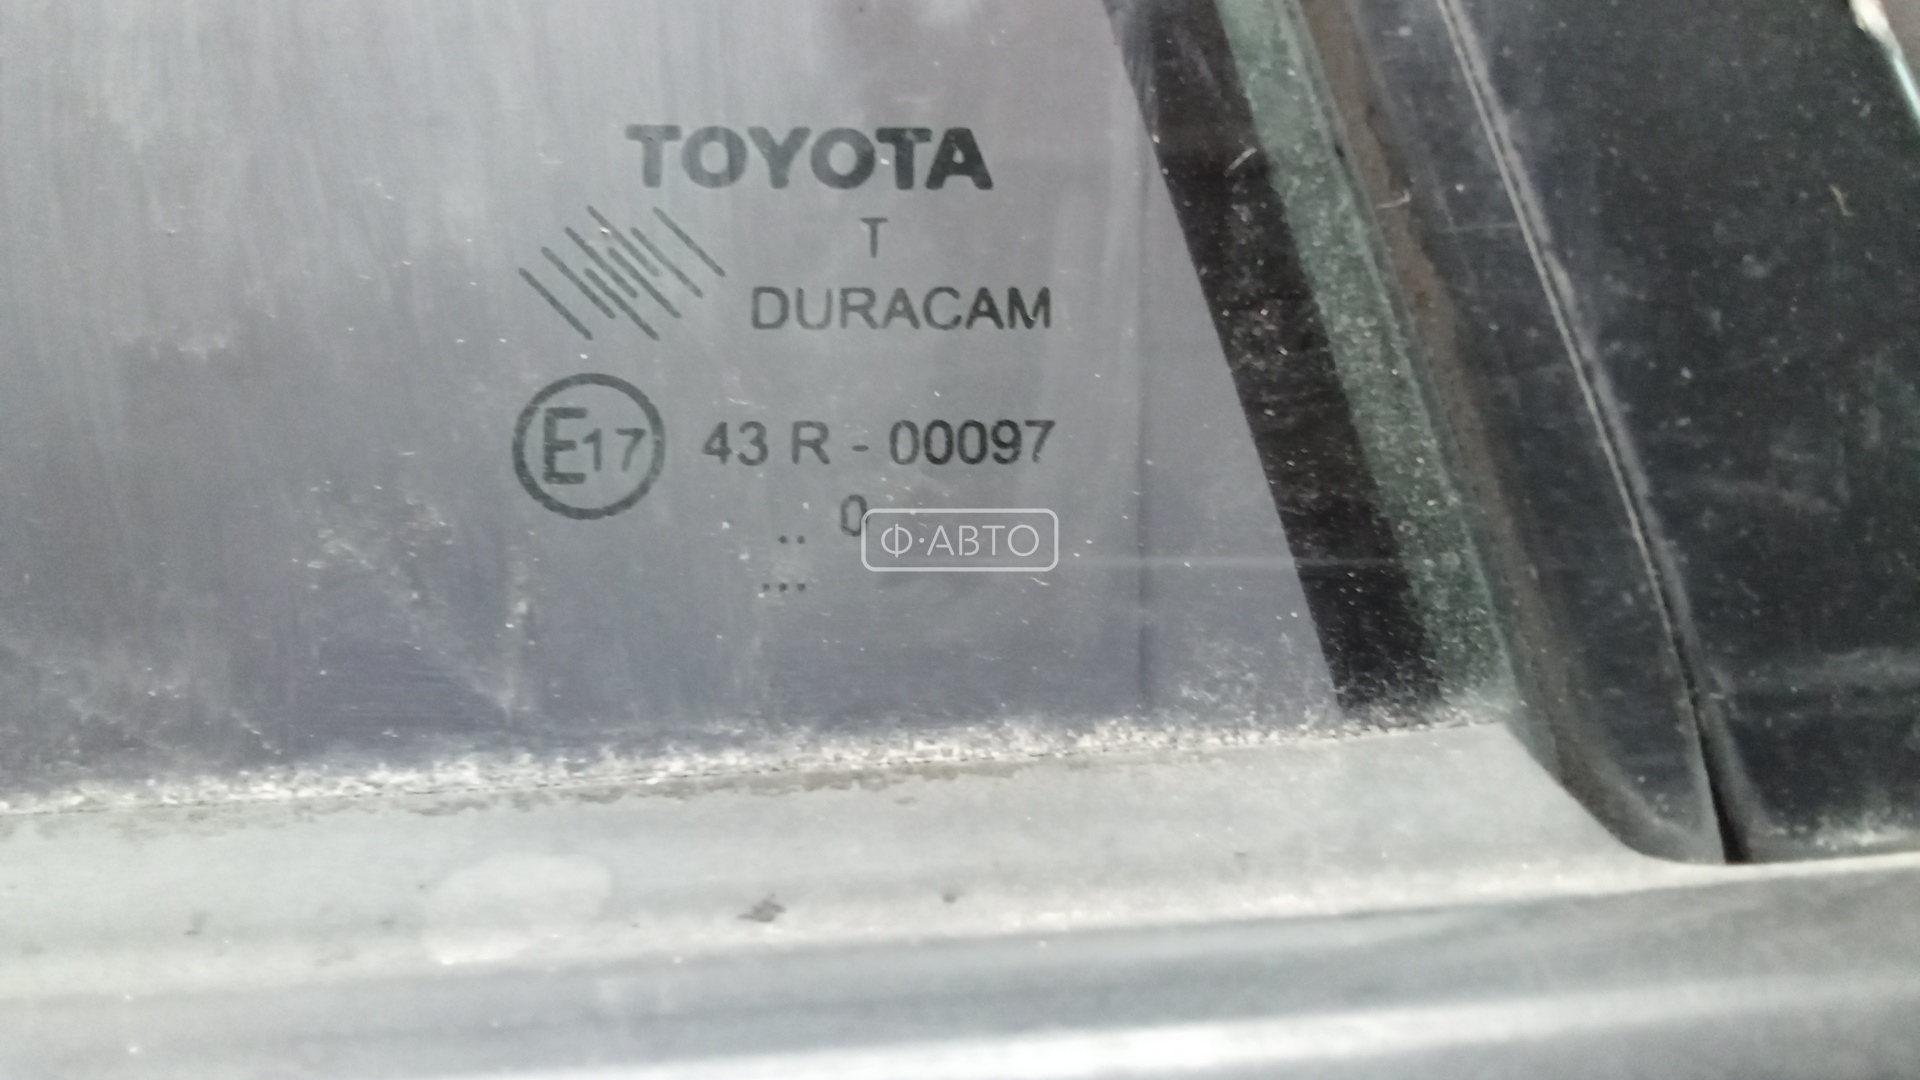 TOYOTA
T
DURACAM
E17 43 R - 00097
.. 0
...
Ф·АВТО